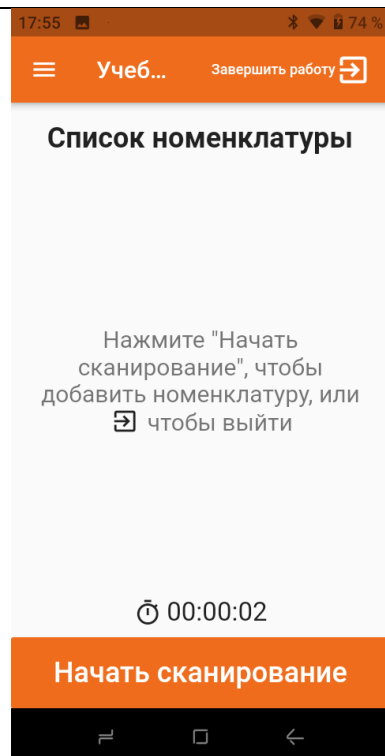 17:55 74 %
Учеб... Завершить работу
Список номенклатуры
Нажмите "Начать
сканирование", чтобы
добавить номенклатуру, или
чтобы выйти
00:00:02
Начать сканирование